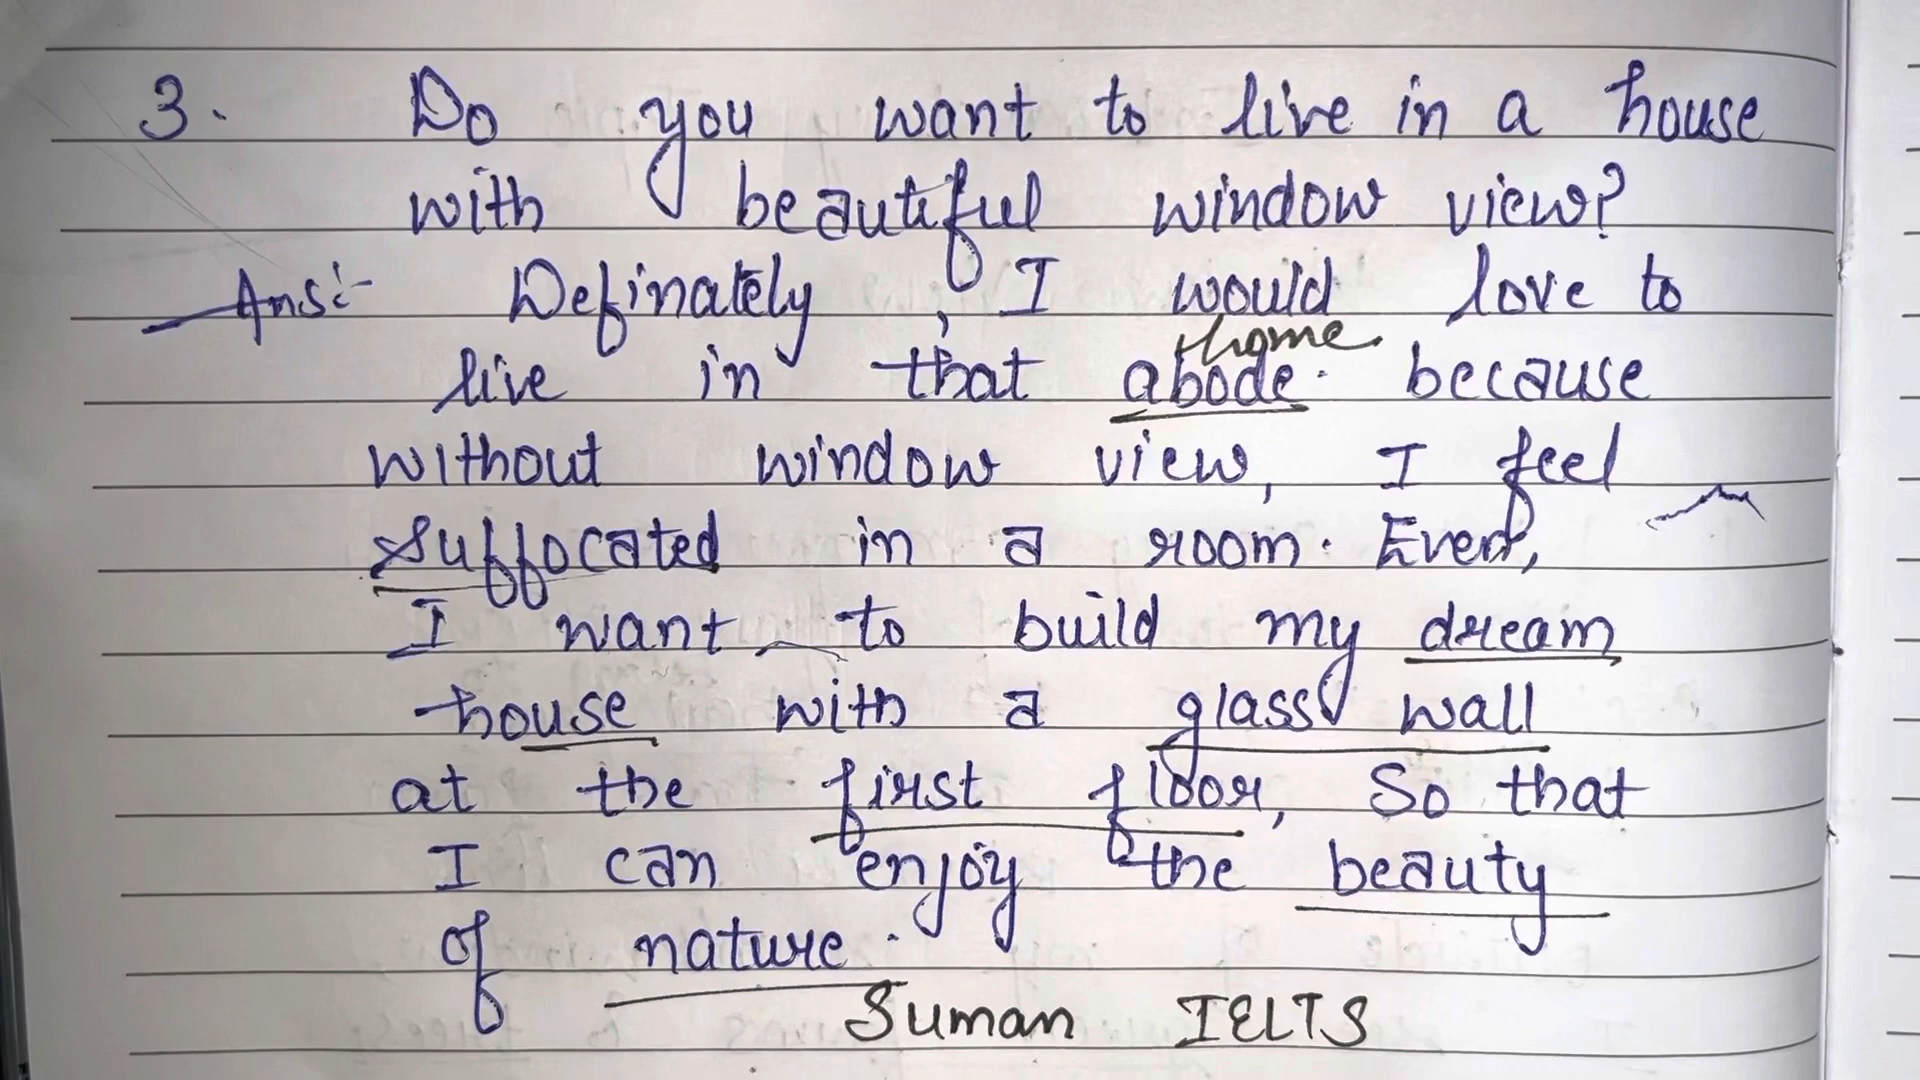 3. Do you want to live in a house
with beautiful window view?
Ans:- Definately, I would love to
home
live in that abode. because
without window view, I feel
suffocated in a room. Even,
I want to build my dream
house with a glass wall
at the first floor, So that
I can enjoy the beauty
of nature.
Suman IELTS